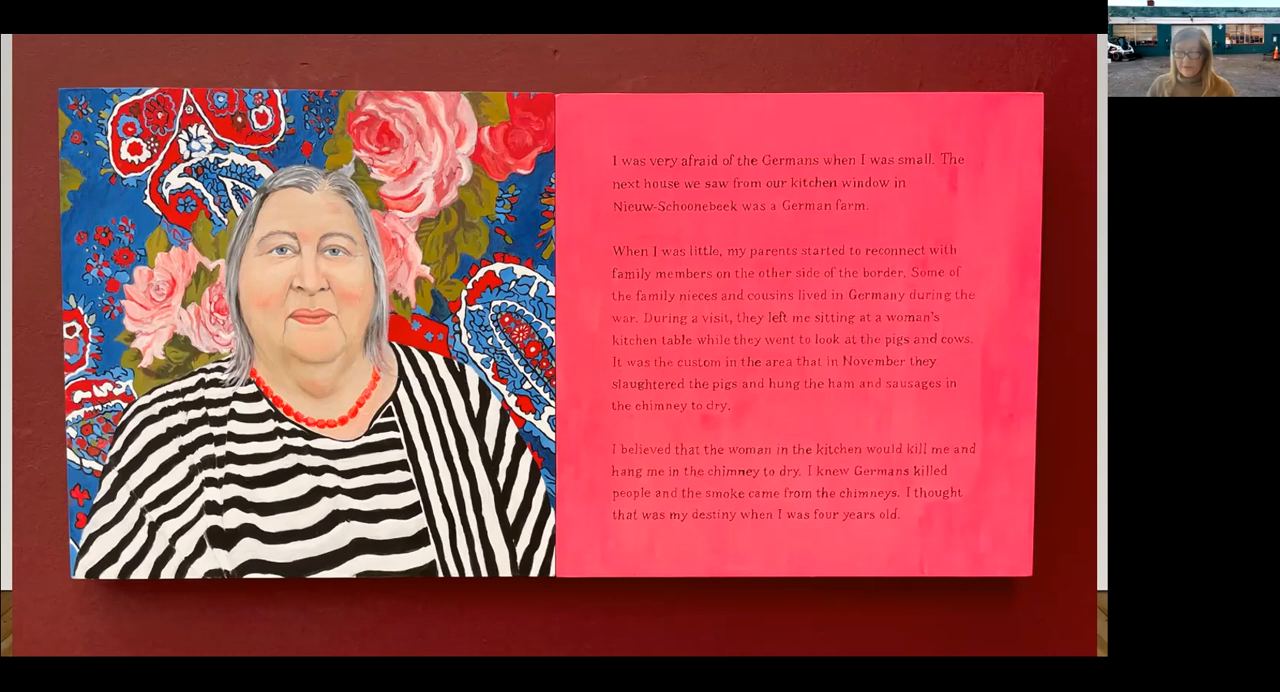 I was very afraid of the Germans when I was small. The
next house we saw from our kitchen window in
Nieuw-Schoonebeek was a German farm.
When I was little, my parents started to reconnect with
family members on the other side of the border. Some of
the family nieces and cousins lived in Germany during the
war. During a visit, they left me sitting at a woman's
kitchen table while they went to look at the pigs and cows.
It was the custom in the area that in November they
slaughtered the pigs and hung the ham and sausages in
the chimney to dry.
I believed that the woman in the kitchen would kill me and
hang me in the chimney to dry. I knew Germans killed
people and the smoke came from the chimneys. I thought
that was my destiny when I was four years old.